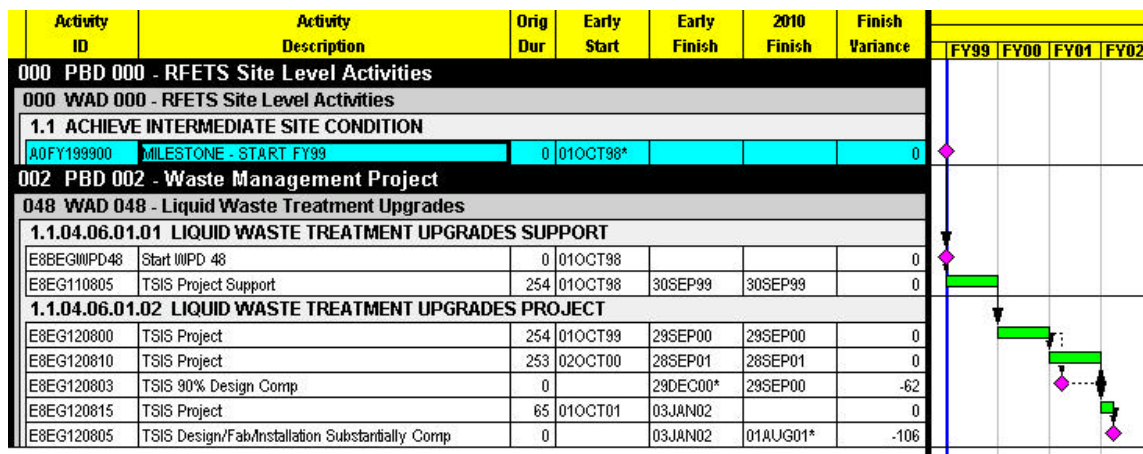 Activity Activity Orig Early Early 2010 Finish
ID Description Dur Start Finish Finish Variance FY99 FY00 FY01 FY02
000 PBD 000 - RFETS Site Level Activities
000 WAD 000 - RFETS Site Level Activities
1.1 ACHIEVE INTERMEDIATE SITE CONDITION
A0FY199900 MILESTONE - START FY99 0 01OCT98* 0
002 PBD 002 - Waste Management Project
048 WAD 048 - Liquid Waste Treatment Upgrades
1.1.04.06.01.01 LIQUID WASTE TREATMENT UPGRADES SUPPORT
E8BEGWPD48 Start WPD 48 0 01OCT98 0
E8EG110805 TSIS Project Support 254 01OCT98 30SEP99 30SEP99 0
1.1.04.06.01.02 LIQUID WASTE TREATMENT UPGRADES PROJECT
E8EG120800 TSIS Project 254 01OCT99 29SEP00 29SEP00 0
E8EG120810 TSIS Project 253 02OCT00 28SEP01 28SEP01 0
E8EG120803 TSIS 90% Design Comp 0 29DEC00* 29SEP00 -62
E8EG120815 TSIS Project 65 01OCT01 03JAN02 0
E8EG120805 TSIS Design/Fab/Installation Substantially Comp 0 03JAN02 01AUG01* -106